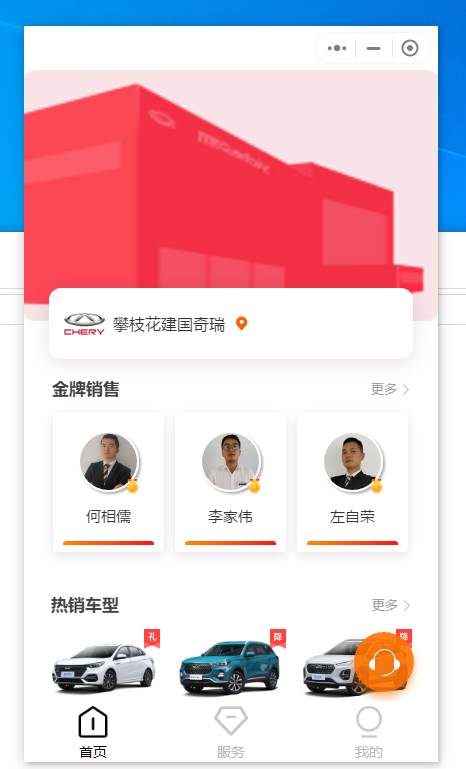 CHERY 攀枝花建国奇瑞
金牌销售 更多
何相儒 李家伟 左自荣
热销车型 更多
礼 降 降
首页 服务 我的